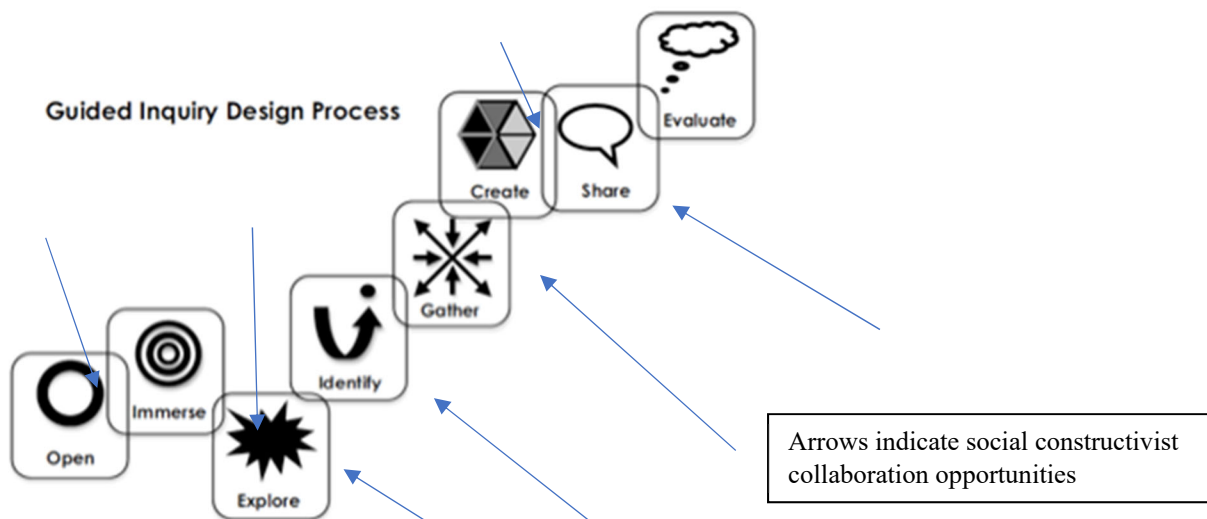 Guided Inquiry Design Process
Open
Immerse
Explore
Identify
Gather
Create
Share
Evaluate
Arrows indicate social constructivist
collaboration opportunities